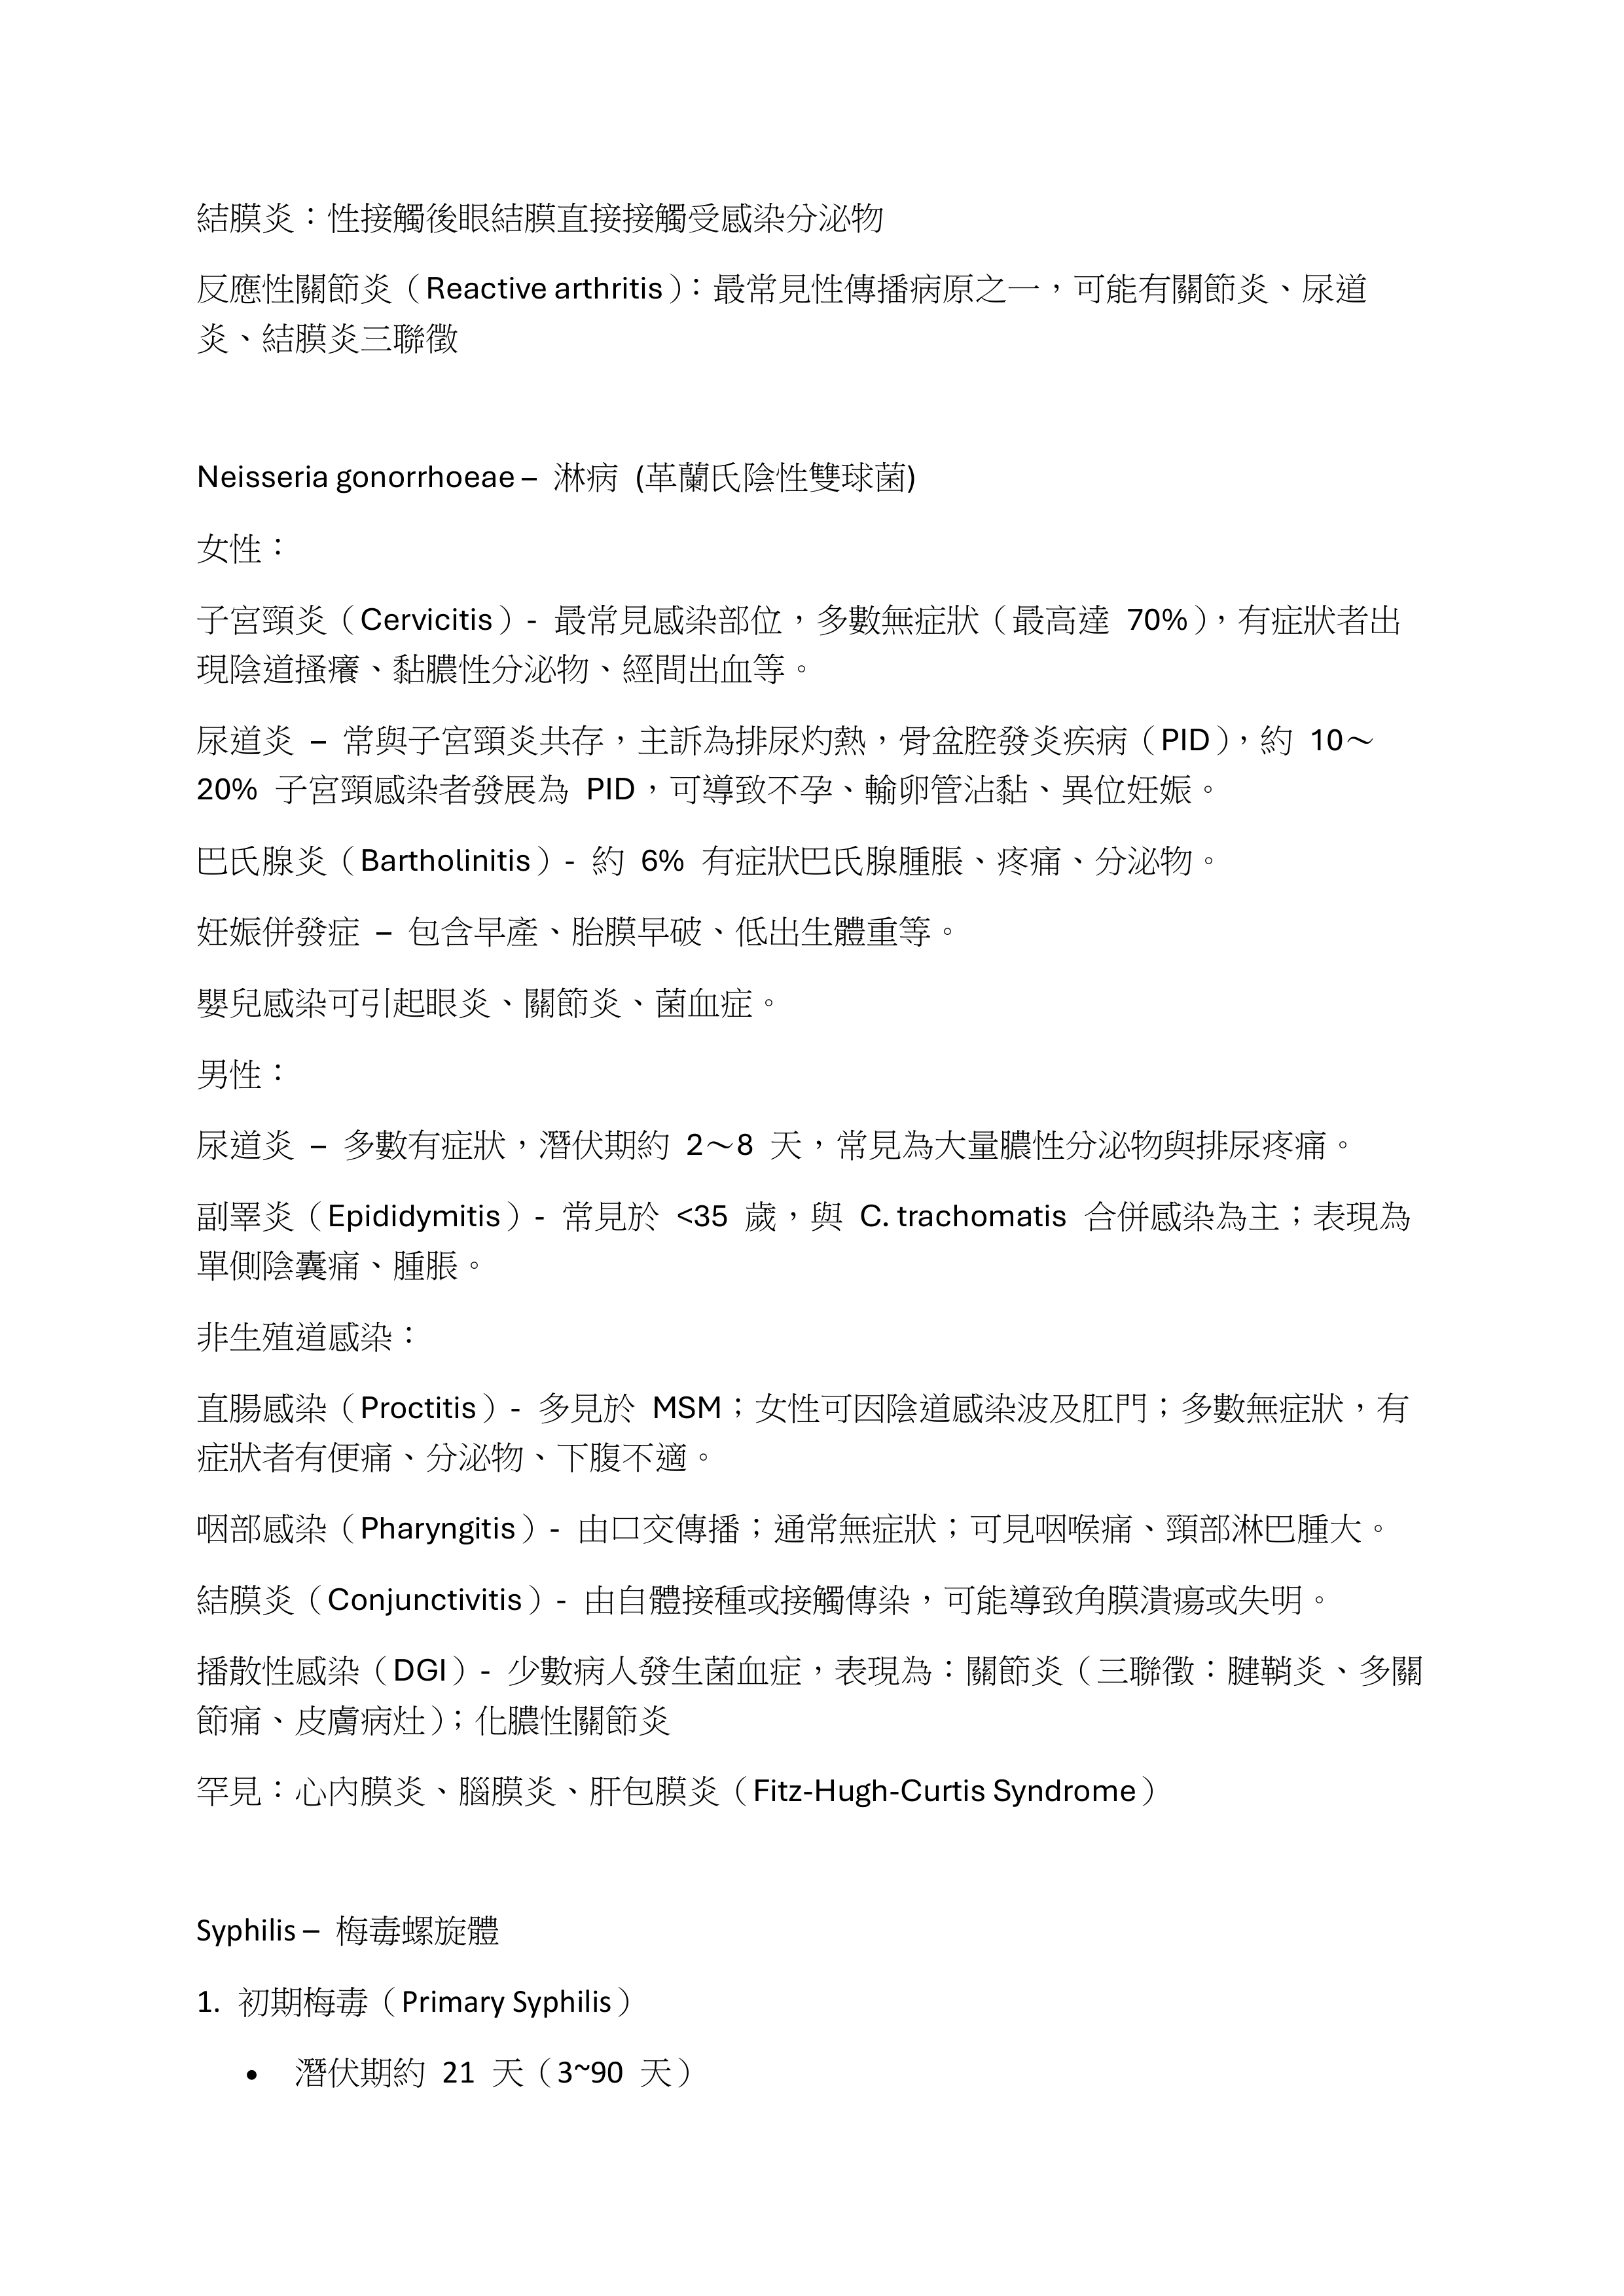 結膜炎：性接觸後眼結膜直接接觸受感染分泌物
反應性關節炎（Reactive arthritis）：最常見性傳播病原之一，可能有關節炎、尿道
炎、結膜炎三聯徵
Neisseria gonorrhoeae – 淋病 (革蘭氏陰性雙球菌)
女性：
子宮頸炎（Cervicitis）- 最常見感染部位，多數無症狀（最高達 70%），有症狀者出
現陰道搔癢、黏膿性分泌物、經間出血等。
尿道炎 – 常與子宮頸炎共存，主訴為排尿灼熱，骨盆腔發炎疾病（PID），約 10～
20% 子宮頸感染者發展為 PID，可導致不孕、輸卵管沾黏、異位妊娠。
巴氏腺炎（Bartholinitis）- 約 6% 有症狀巴氏腺腫脹、疼痛、分泌物。
妊娠併發症 – 包含早產、胎膜早破、低出生體重等。
嬰兒感染可引起眼炎、關節炎、菌血症。
男性：
尿道炎 – 多數有症狀，潛伏期約 2～8 天，常見為大量膿性分泌物與排尿疼痛。
副睪炎（Epididymitis）- 常見於 <35 歲，與 C. trachomatis 合併感染為主；表現為
單側陰囊痛、腫脹。
非生殖道感染：
直腸感染（Proctitis）- 多見於 MSM；女性可因陰道感染波及肛門；多數無症狀，有
症狀者有便痛、分泌物、下腹不適。
咽部感染（Pharyngitis）- 由口交傳播；通常無症狀；可見咽喉痛、頸部淋巴腫大。
結膜炎（Conjunctivitis）- 由自體接種或接觸傳染，可能導致角膜潰瘍或失明。
播散性感染（DGI）- 少數病人發生菌血症，表現為：關節炎（三聯徵：腱鞘炎、多關
節痛、皮膚病灶）；化膿性關節炎
罕見：心內膜炎、腦膜炎、肝包膜炎（Fitz-Hugh-Curtis Syndrome）
Syphilis – 梅毒螺旋體
1. 初期梅毒（Primary Syphilis）
• 潛伏期約 21 天（3~90 天）